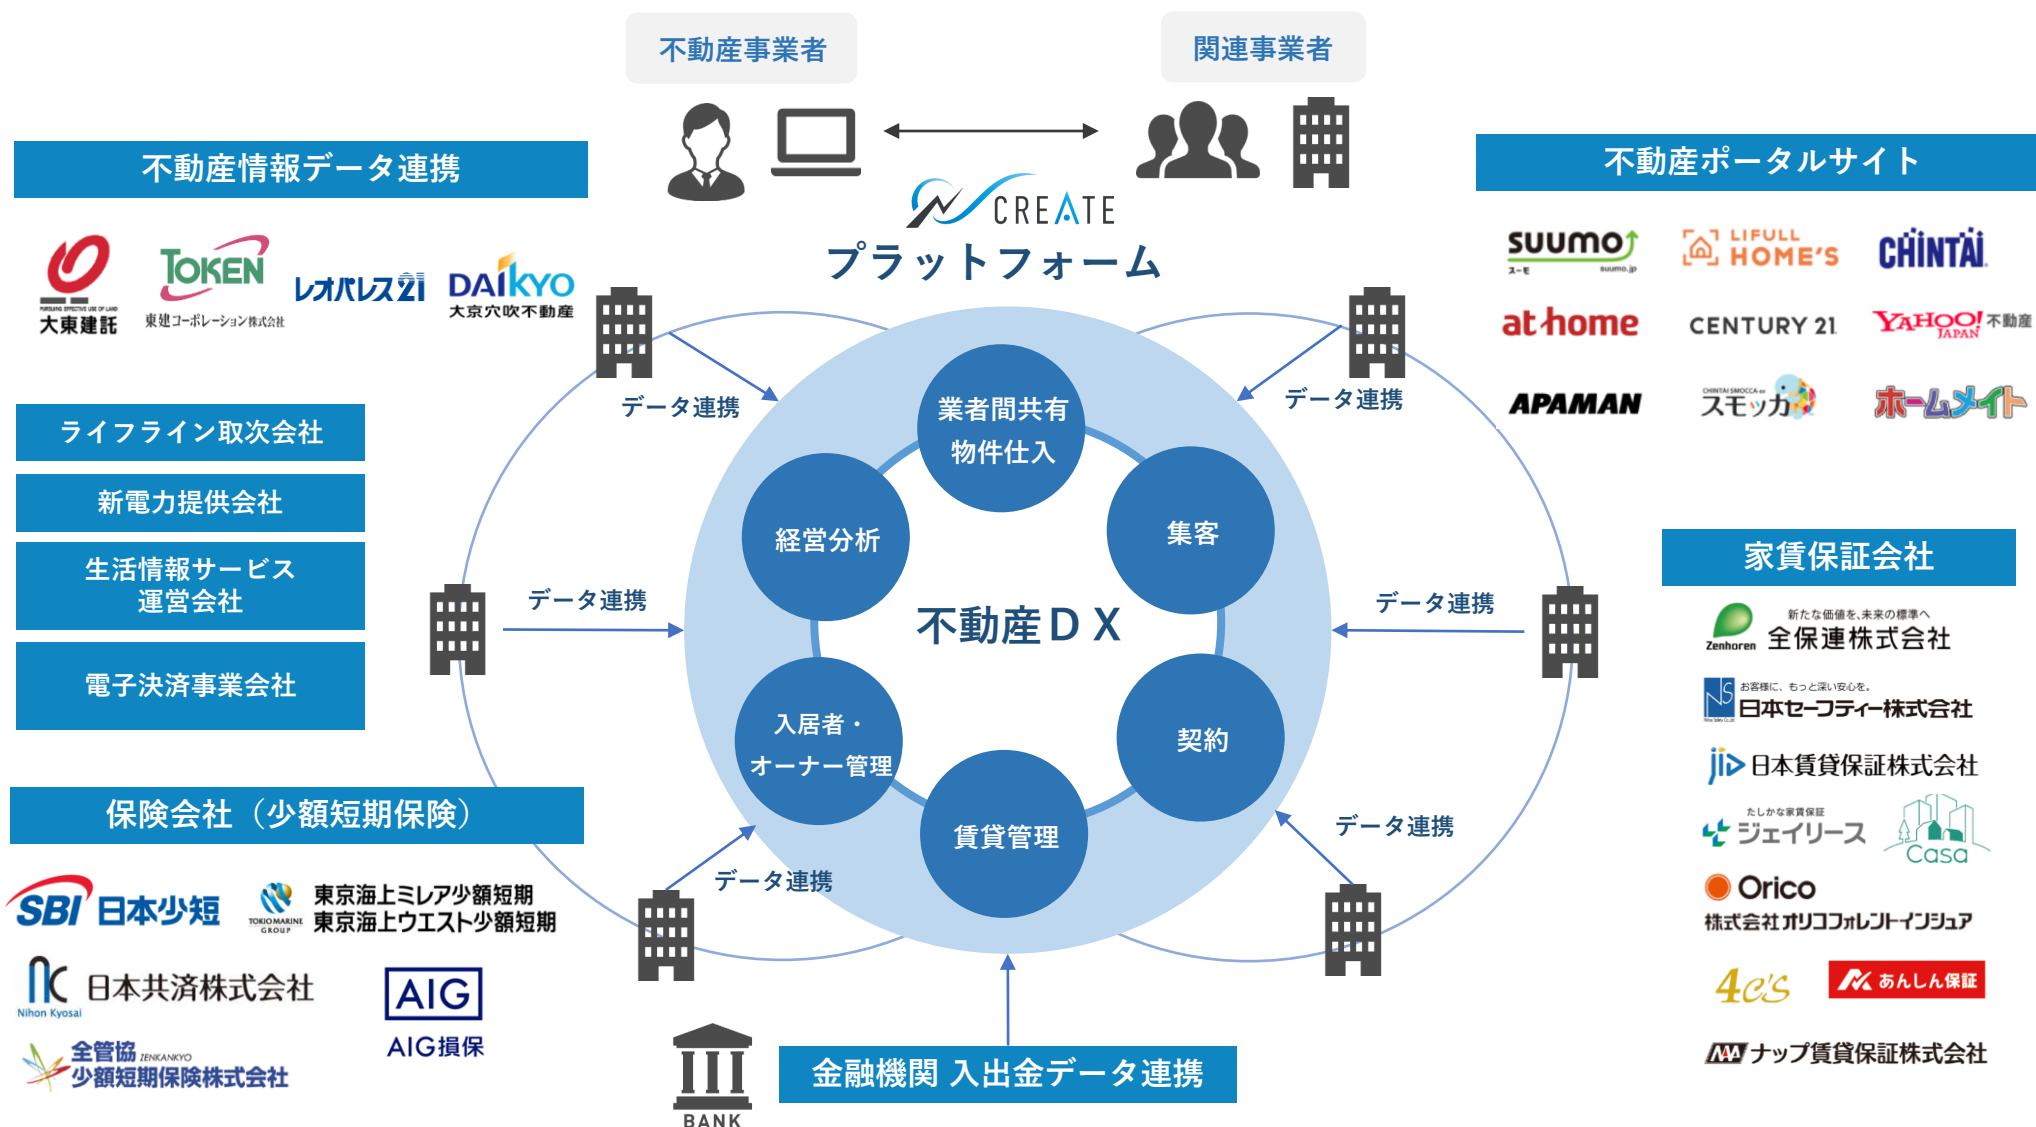 不動産事業者
関連事業者
CREATE
プラットフォーム
不動産情報データ連携
PURSUING EFFECTIVE USE OF LAND
大東建託
TOKEN
東建コーポレーション株式会社
レオパレス21
DAIKYO
大京穴吹不動産
ライフライン取次会社
新電力提供会社
生活情報サービス
運営会社
電子決済事業会社
保険会社（少額短期保険）
SBI日本少短
TOKIO MARINE
GROUP
東京海上ミレア少額短期
東京海上ウエスト少額短期
Nihon Kyosai
日本共済株式会社
AIG
AIG損保
全管協 ZENKANKYO
少額短期保険株式会社
データ連携
データ連携
データ連携
データ連携
データ連携
データ連携
業者間共有
物件仕入
集客
契約
賃貸管理
入居者・
オーナー管理
経営分析
不動産ＤＸ
BANK
金融機関 入出金データ連携
不動産ポータルサイト
SUUMO
スーモ
suumo.jp
LIFULL
HOME'S
CHINTAI
at home
CENTURY 21
YAHOO!
JAPAN
不動産
APAMAN
スモッカ
ホームメイト
家賃保証会社
新たな価値を、未来の標準へ
Zenhoren
全保連株式会社
お客様に、もっと深い安心を。
NS
日本セーフティー株式会社
jid
日本賃貸保証株式会社
たしかな家賃保証
ジェイリース
Casa
Orico
株式会社オリコフォレントインシュア
4c's
あんしん保証
ナップ賃貸保証株式会社